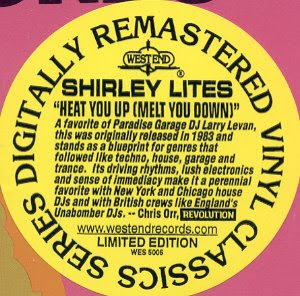 DIGITALLY REMASTERED VINYL CLASSICS SERIES
WEST END
®
SHIRLEY LITES
"HEAT YOU UP (MELT YOU DOWN)"
A favorite of Paradise Garage DJ Larry Levan,
this was originally released in 1983 and
stands as a blueprint for genres that
followed like techno, house, garage and
trance. Its driving rhythms, lush electronics
and sense of immediacy make it a perennial
favorite with New York and Chicago house
DJs and with British crews like England's
Unabomber DJs. -- Chris Orr, REVOLUTION
www.westendrecords.com
LIMITED EDITION
WES 5005